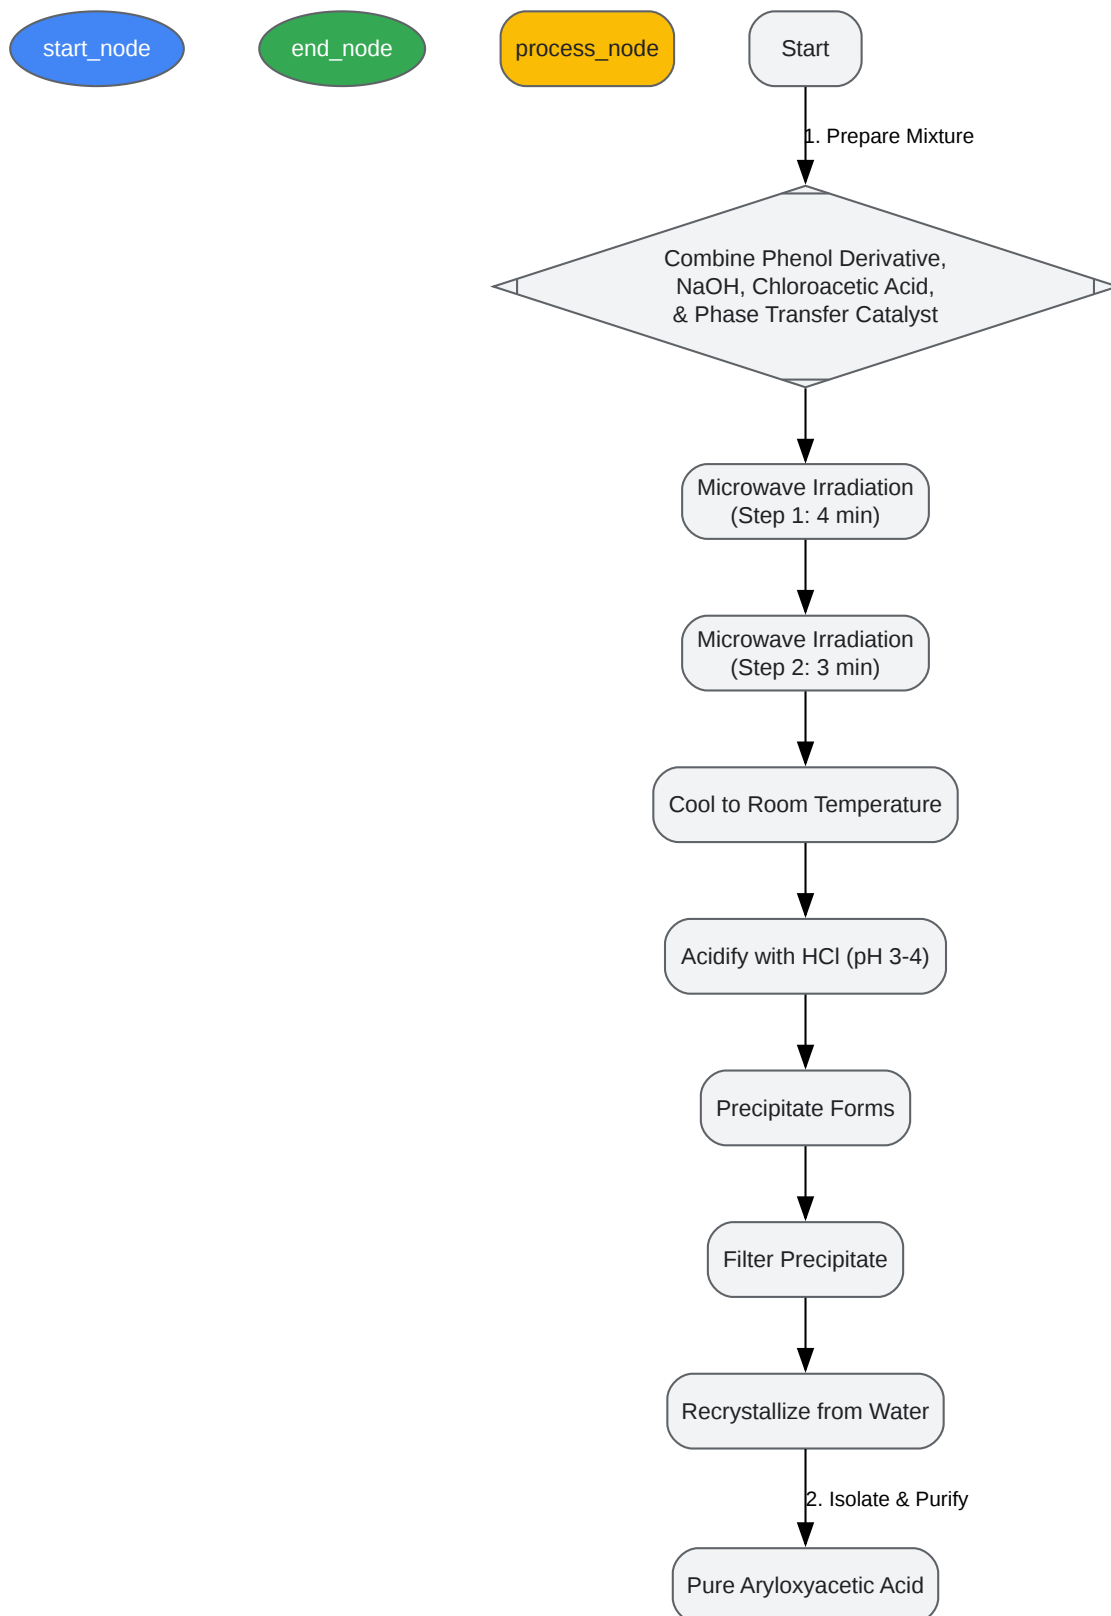 start_node
end_node
process_node
Start
1. Prepare Mixture
Combine Phenol Derivative,
NaOH, Chloroacetic Acid,
& Phase Transfer Catalyst
Microwave Irradiation
(Step 1: 4 min)
Microwave Irradiation
(Step 2: 3 min)
Cool to Room Temperature
Acidify with HCl (pH 3-4)
Precipitate Forms
Filter Precipitate
Recrystallize from Water
2. Isolate & Purify
Pure Aryloxyacetic Acid